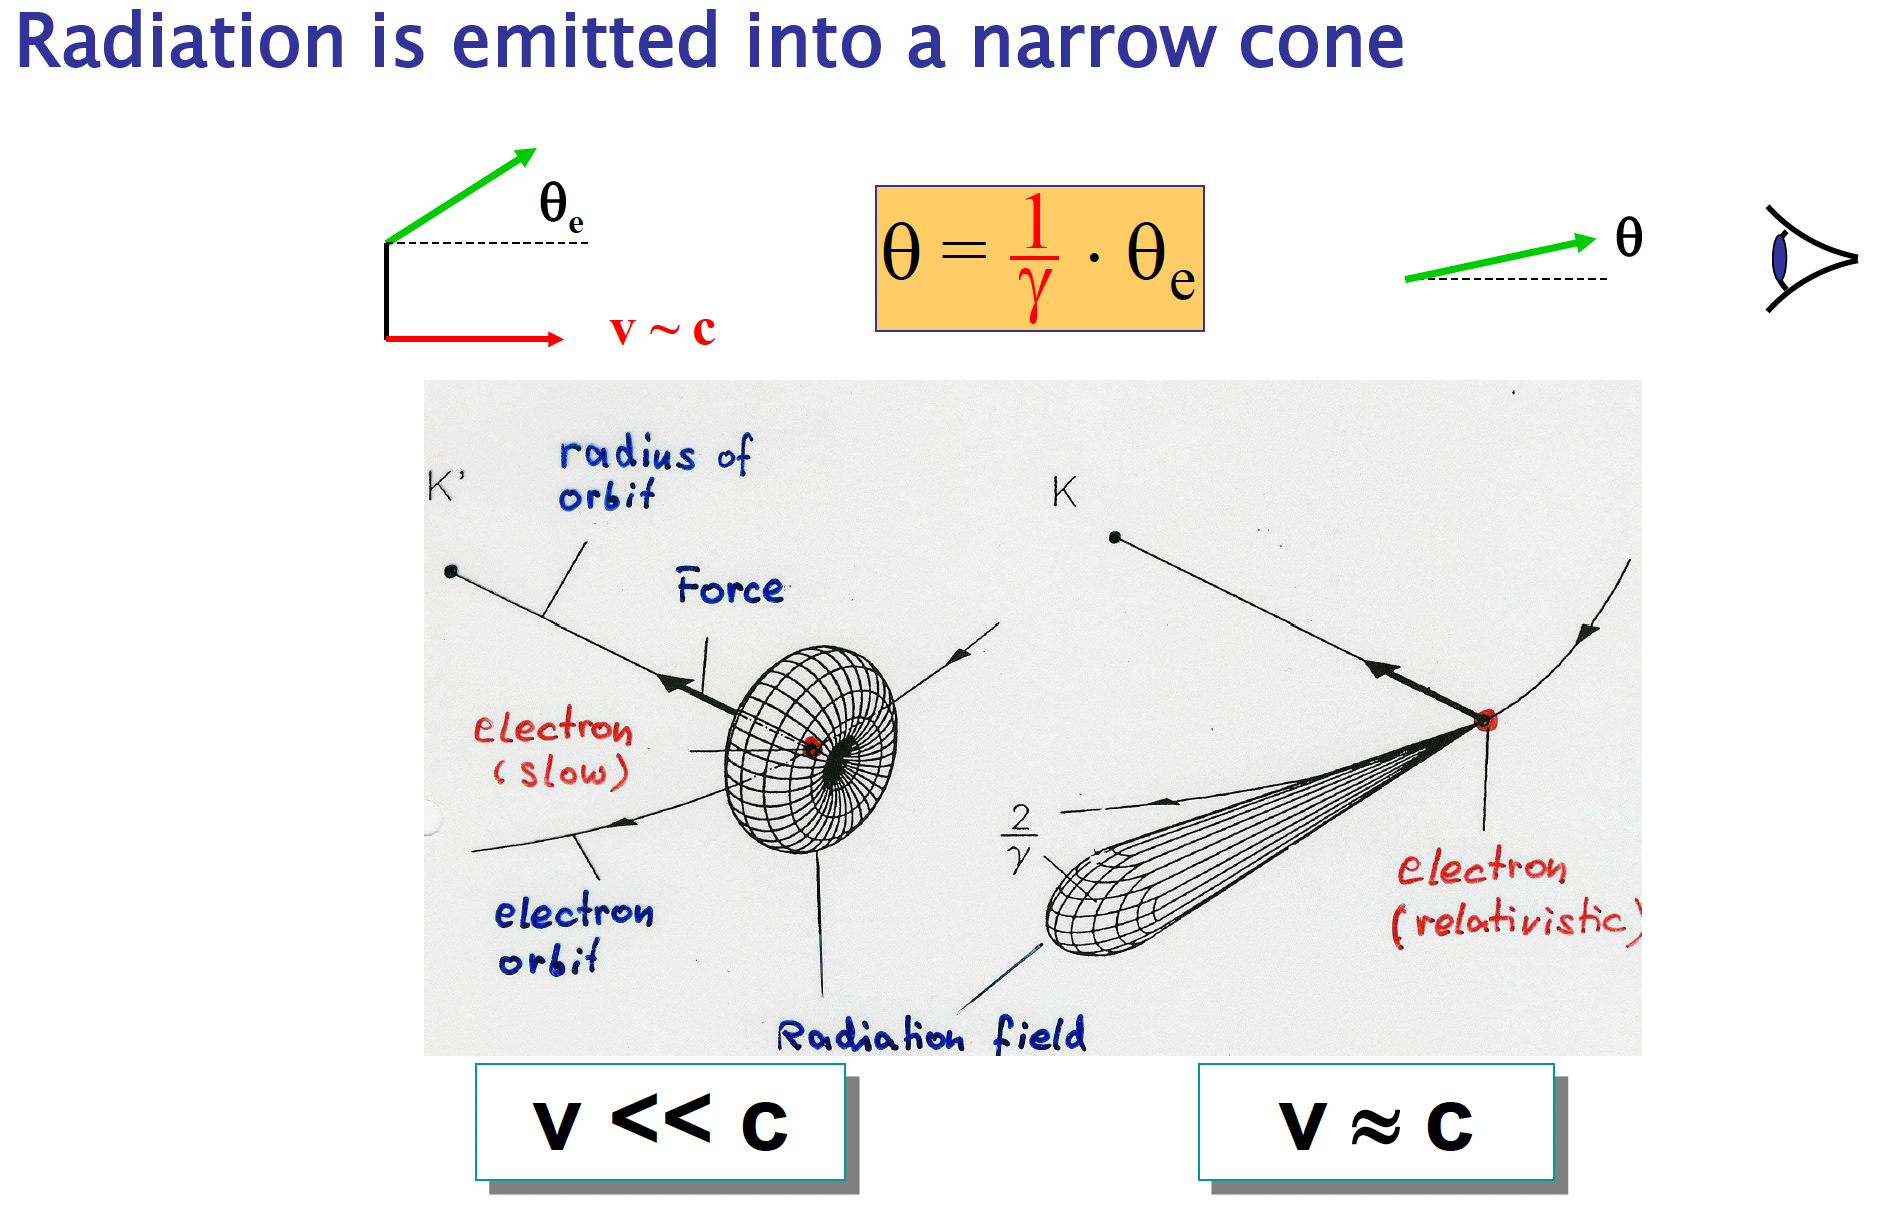 Radiation is emitted into a narrow cone
θe
v ~ c
θ = 1/γ · θe
θ
K'
radius of
orbit
Force
electron
(slow)
electron
orbit
K
2/γ
electron
(relativistic)
Radiation field
v << c
v ≈ c